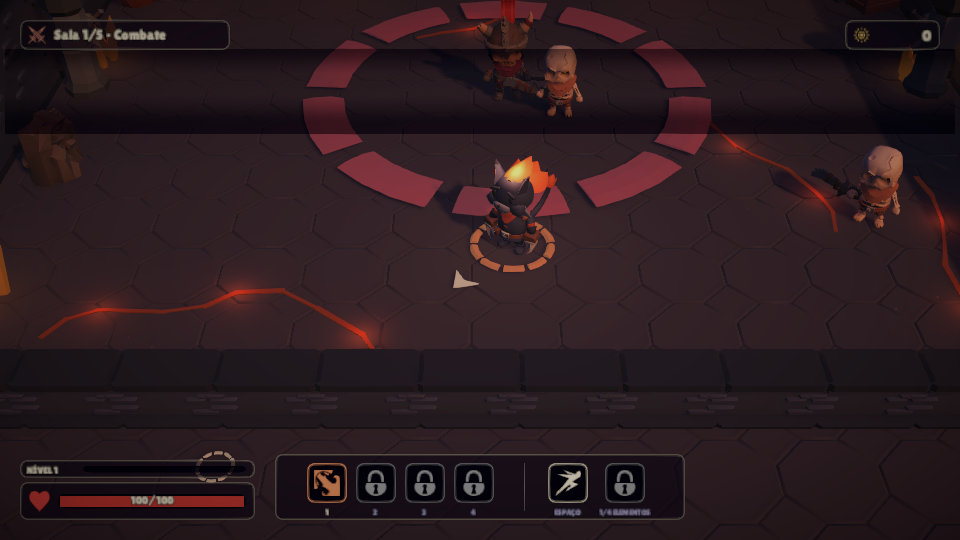 Sala 1/5 - Combate
0
NÍVEL 1
100/100
1
2
3
4
ESPAÇO
1/4 ELEMENTOS